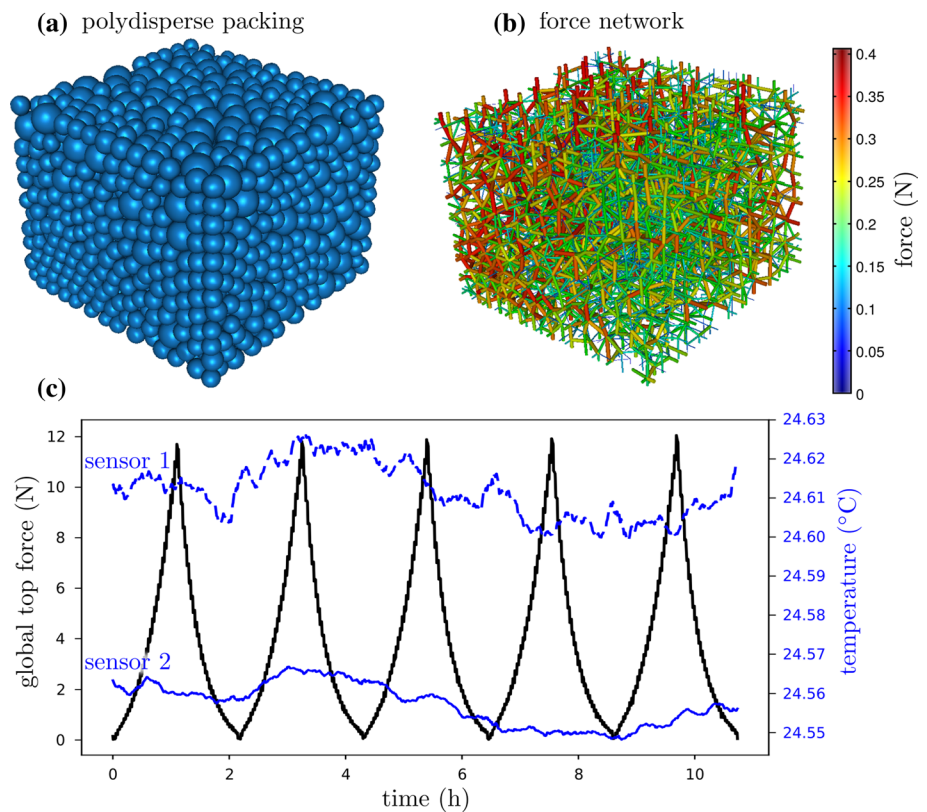 (a) polydisperse packing
(b) force network
0.4
0.35
0.3
0.25
0.2
0.15
0.1
0.05
0
force (N)
(c)
12
10
8
6
4
2
0
global top force (N)
sensor 1
sensor 2
24.63
24.62
24.61
24.60
24.59
24.58
24.57
24.56
24.55
temperature (°C)
0 2 4 6 8 10
time (h)